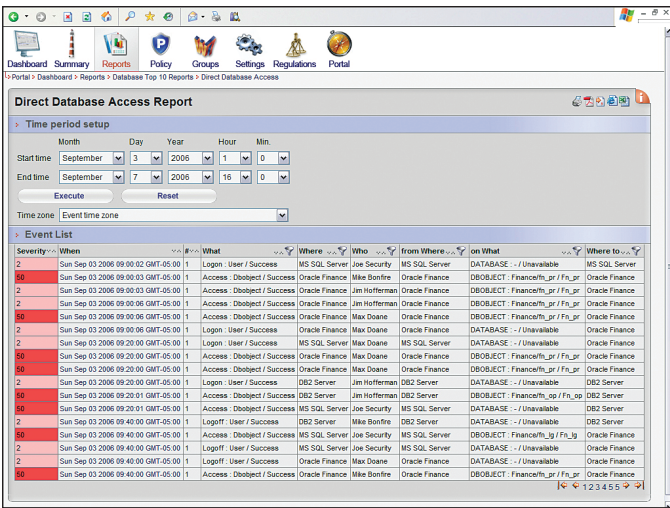 Dashboard Summary Reports Policy Groups Settings Regulations Portal
Portal > Dashboard > Reports > Database Top 10 Reports > Direct Database Access
Direct Database Access Report
> Time period setup
Month Day Year Hour Min.
Start time September 3 2006 1 0
End time September 7 2006 16 0
Execute Reset
Time zone Event time zone
> Event List
Severity When # What Where Who from Where on What Where to
2 Sun Sep 03 2006 09:00:02 GMT-05:00 1 Logon : User / Success MS SQL Server Joe Security MS SQL Server DATABASE : - / Unavailable MS SQL Server
50 Sun Sep 03 2006 09:00:03 GMT-05:00 1 Access : Dbobject / Success Oracle Finance Mike Bonfire Oracle Finance DBOBJECT : Finance/fn_pr / Fn_pr Oracle Finance
2 Sun Sep 03 2006 09:00:03 GMT-05:00 1 Access : Dbobject / Success Oracle Finance Jim Hofferman Oracle Finance DATABASE : - / Unavailable Oracle Finance
2 Sun Sep 03 2006 09:00:06 GMT-05:00 1 Access : Dbobject / Success Oracle Finance Jim Hofferman Oracle Finance DATABASE : - / Unavailable Oracle Finance
50 Sun Sep 03 2006 09:00:06 GMT-05:00 1 Access : Dbobject / Success Oracle Finance Max Doane Oracle Finance DBOBJECT : Finance/fn_pr / Fn_pr Oracle Finance
2 Sun Sep 03 2006 09:00:06 GMT-05:00 1 Logon : User / Success Oracle Finance Max Doane Oracle Finance DATABASE : - / Unavailable Oracle Finance
2 Sun Sep 03 2006 09:20:00 GMT-05:00 1 Logon : User / Success MS SQL Server Max Doane MS SQL Server DATABASE : - / Unavailable Oracle Finance
50 Sun Sep 03 2006 09:20:00 GMT-05:00 1 Access : Dbobject / Success Oracle Finance Max Doane Oracle Finance DBOBJECT : Finance/fn_pr / Fn_pr Oracle Finance
50 Sun Sep 03 2006 09:20:00 GMT-05:00 1 Access : Dbobject / Success Oracle Finance Max Doane Oracle Finance DBOBJECT : Finance/fn_pr / Fn_pr Oracle Finance
2 Sun Sep 03 2006 09:20:00 GMT-05:00 1 Logon : User / Success DB2 Server Jim Hofferman DB2 Server DATABASE : - / Unavailable DB2 Server
50 Sun Sep 03 2006 09:20:01 GMT-05:00 1 Access : Dbobject / Success DB2 Server Jim Hofferman DB2 Server DBOBJECT : Finance/fn_op / Fn_op DB2 Server
50 Sun Sep 03 2006 09:20:01 GMT-05:00 1 Access : Dbobject / Success MS SQL Server Joe Security MS SQL Server DATABASE : - / Unavailable DB2 Server
2 Sun Sep 03 2006 09:40:00 GMT-05:00 1 Logoff : User / Success DB2 Server Mike Bonfire DB2 Server DATABASE : - / Unavailable DB2 Server
50 Sun Sep 03 2006 09:40:00 GMT-05:00 1 Access : Dbobject / Success MS SQL Server Joe Security MS SQL Server DBOBJECT : Finance/fn_lg / Fn_lg Oracle Finance
2 Sun Sep 03 2006 09:40:00 GMT-05:00 1 Logoff : User / Success MS SQL Server Joe Security MS SQL Server DATABASE : - / Unavailable Oracle Finance
2 Sun Sep 03 2006 09:40:00 GMT-05:00 1 Logoff : User / Success Oracle Finance Max Doane Oracle Finance DATABASE : - / Unavailable Oracle Finance
50 Sun Sep 03 2006 09:40:00 GMT-05:00 1 Access : Dbobject / Success Oracle Finance Mike Bonfire Oracle Finance DBOBJECT : Finance/fn_pr / Fn_pr Oracle Finance
1 2 3 4 5 5